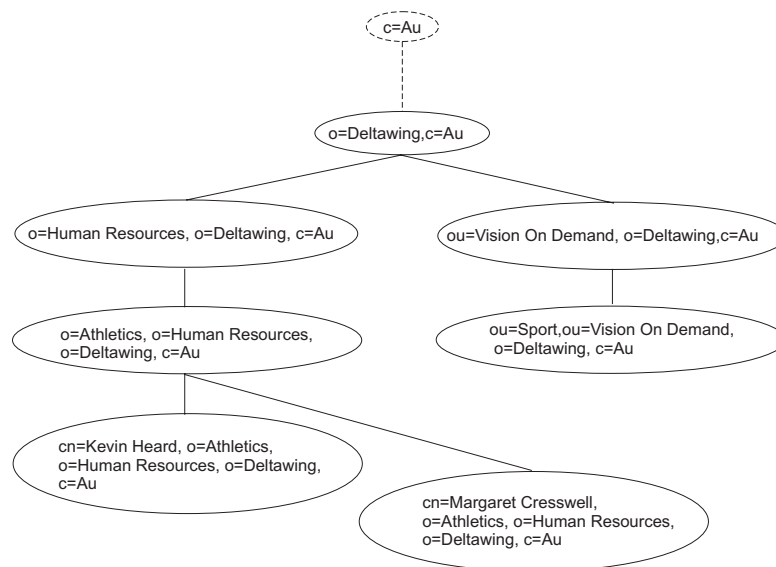 c=Au
o=Deltawing,c=Au
o=Human Resources, o=Deltawing, c=Au
ou=Vision On Demand, o=Deltawing,c=Au
o=Athletics, o=Human Resources,
o=Deltawing, c=Au
ou=Sport,ou=Vision On Demand,
o=Deltawing, c=Au
cn=Kevin Heard, o=Athletics,
o=Human Resources, o=Deltawing,
c=Au
cn=Margaret Cresswell,
o=Athletics, o=Human Resources,
o=Deltawing, c=Au